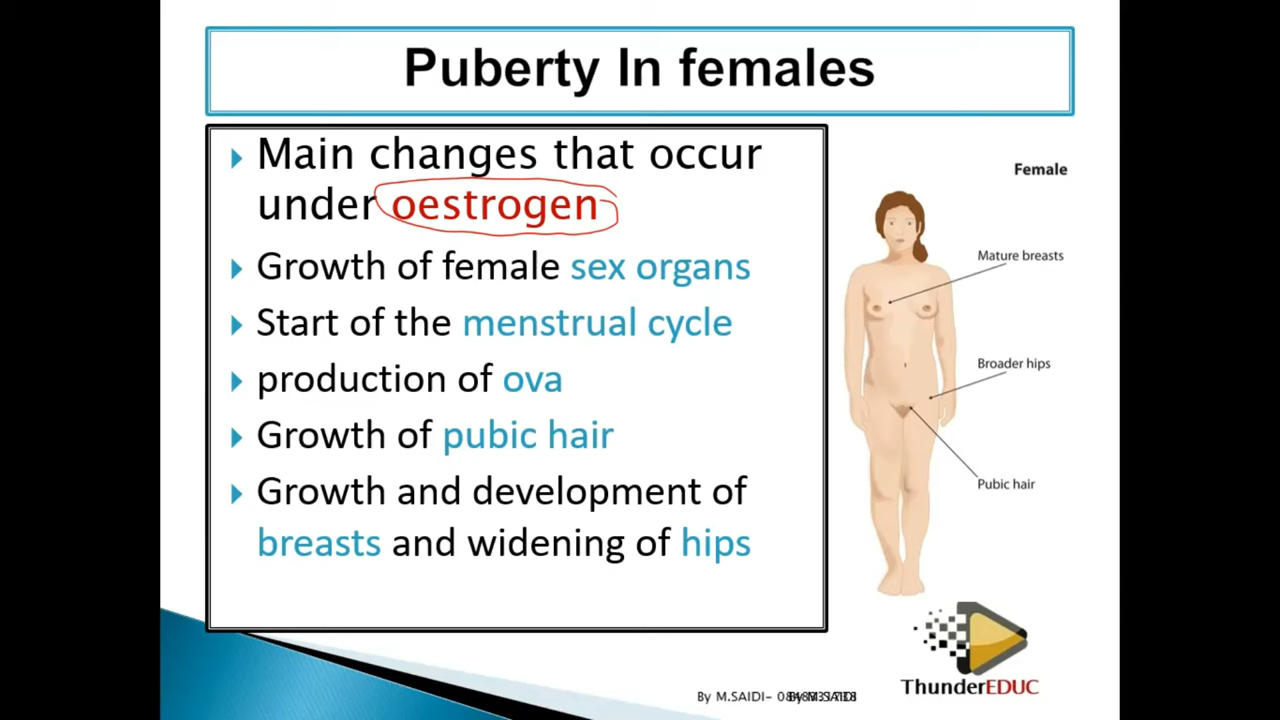 Puberty In females
Main changes that occur
under oestrogen
Growth of female sex organs
Start of the menstrual cycle
production of ova
Growth of pubic hair
Growth and development of
breasts and widening of hips
Female
Mature breasts
Broader hips
Pubic hair
ThunderEDUC
By M.SAIDI-